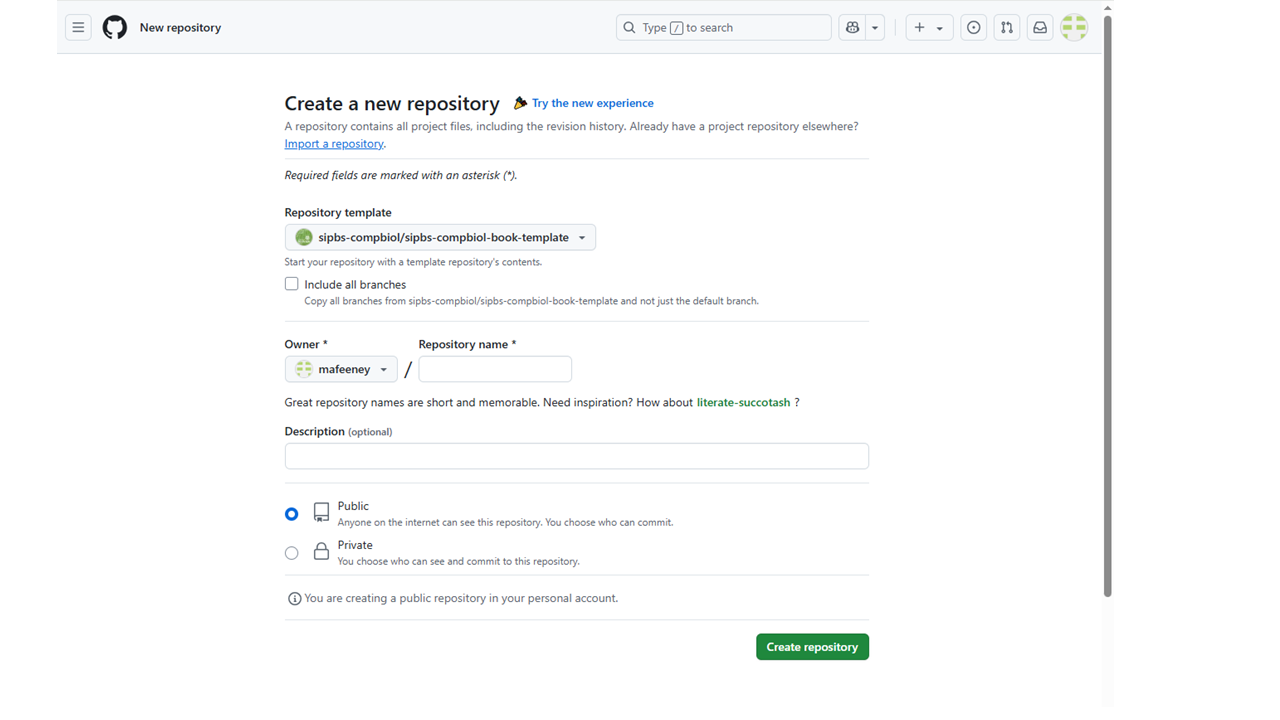 New repository
Type / to search
Create a new repository
Try the new experience
A repository contains all project files, including the revision history. Already have a project repository elsewhere?
Import a repository.
Required fields are marked with an asterisk (*).
Repository template
sipbs-compbiol/sipbs-compbiol-book-template
Start your repository with a template repository's contents.
Include all branches
Copy all branches from sipbs-compbiol/sipbs-compbiol-book-template and not just the default branch.
Owner * Repository name *
mafeeney /
Great repository names are short and memorable. Need inspiration? How about literate-succotash ?
Description (optional)
Public
Anyone on the internet can see this repository. You choose who can commit.
Private
You choose who can see and commit to this repository.
You are creating a public repository in your personal account.
Create repository